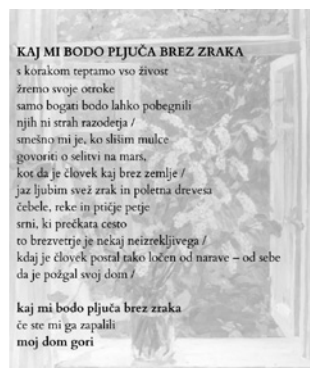 KAJ MI BODO PLJUČA BREZ ZRAKA
s korakom teptamo vso živost
žremo svoje otroke
samo bogati bodo lahko pobegnili
njih ni strah razodetja /
smešno mi je, ko slišim mulce
govoriti o selitvi na mars,
kot da je človek kaj brez zemlje /
jaz ljubim svež zrak in poletna drevesa
čebele, reke in ptičje petje
srni, ki prečkata cesto
to brezvetrje je nekaj neizrekljivega /
kdaj je človek postal tako ločen od narave – od sebe
da je požgal svoj dom /
kaj mi bodo pljuča brez zraka
če ste mi ga zapalili
moj dom gori